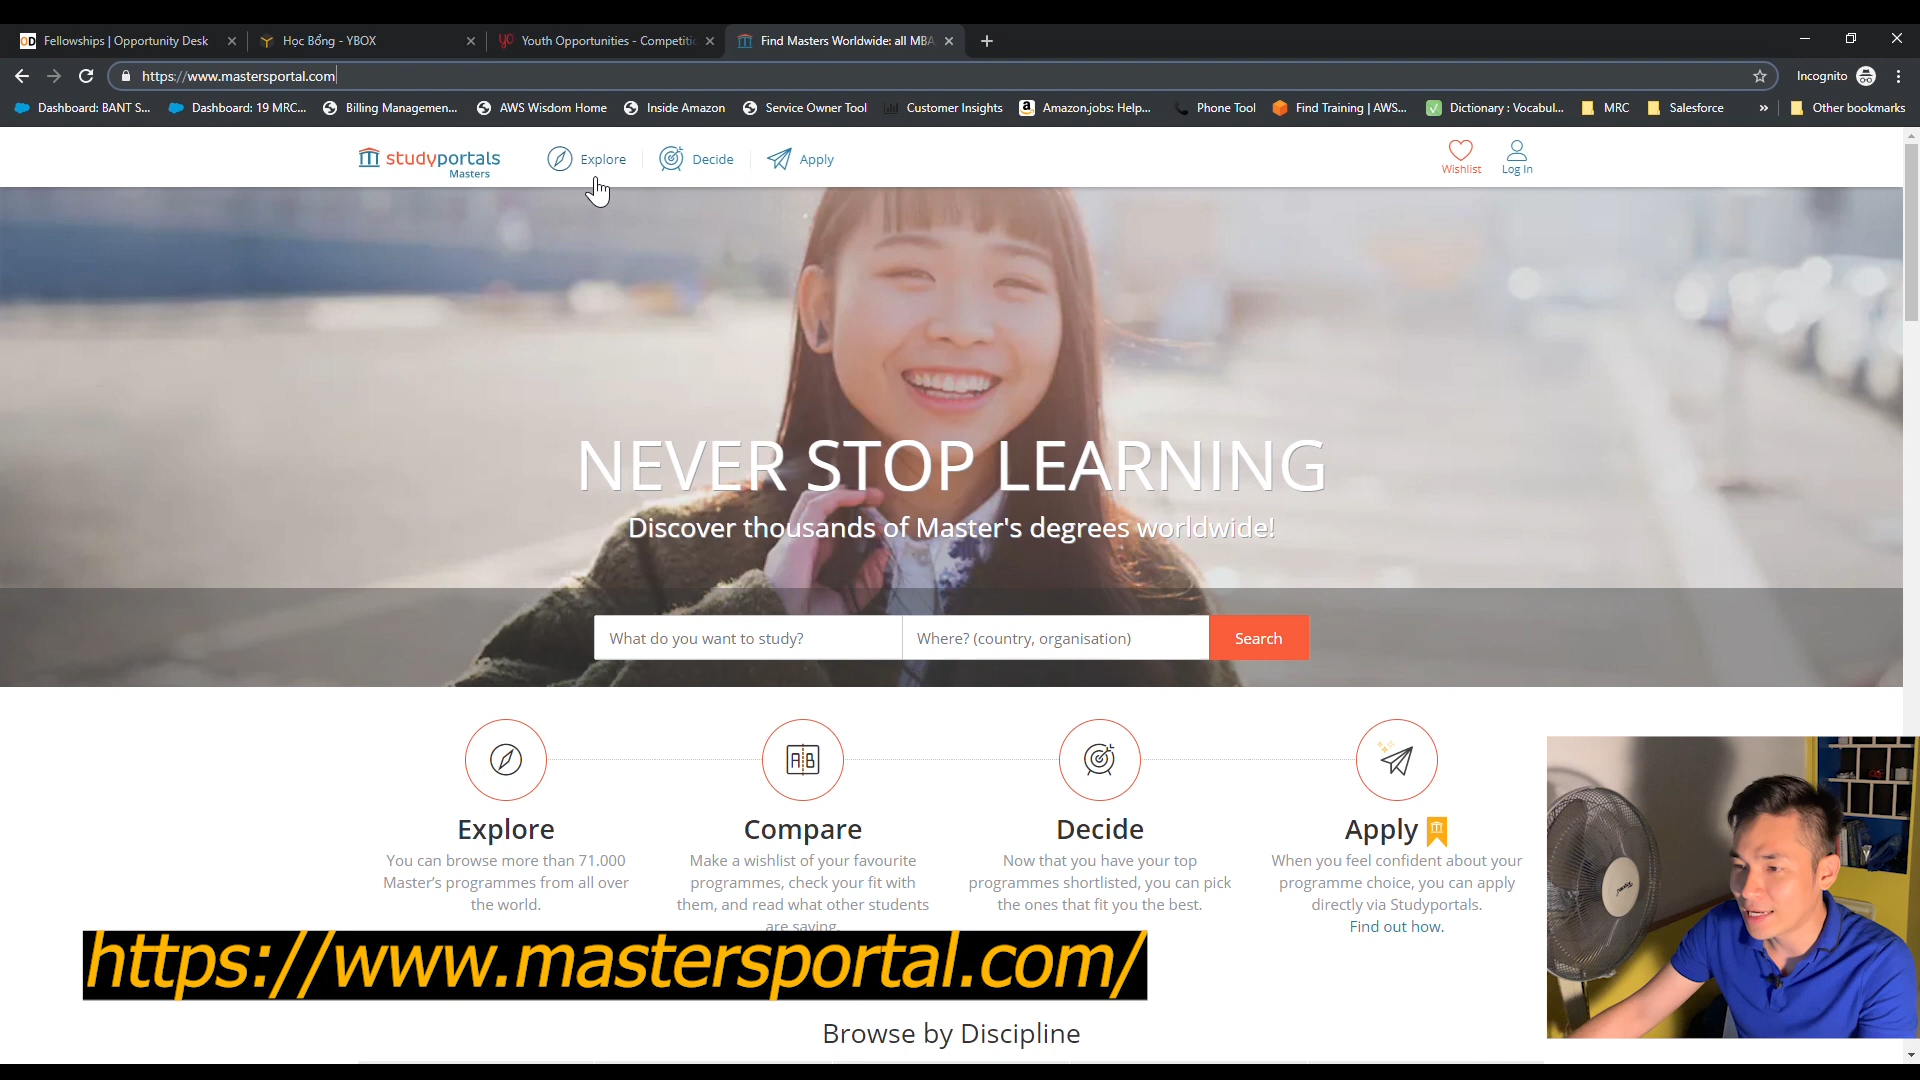 Fellowships | Opportunity Desk
Học Bổng - YBOX
Youth Opportunities - Competitic
Find Masters Worldwide: all MBA
https://www.mastersportal.com
Incognito
Dashboard: BANT S...
Dashboard: 19 MRC...
Billing Managemen...
AWS Wisdom Home
Inside Amazon
Service Owner Tool
Customer Insights
Amazon.jobs: Help...
Phone Tool
Find Training | AWS...
Dictionary : Vocabul...
MRC
Salesforce
»
Other bookmarks
studyportals
Masters
Explore
Decide
Apply
Wishlist
Log In
NEVER STOP LEARNING
Discover thousands of Master's degrees worldwide!
What do you want to study?
Where? (country, organisation)
Search
Explore
You can browse more than 71.000
Master's programmes from all over
the world.
A|B
Compare
Make a wishlist of your favourite
programmes, check your fit with
them, and read what other students
are saying.
Decide
Now that you have your top
programmes shortlisted, you can pick
the ones that fit you the best.
Apply
When you feel confident about your
programme choice, you can apply
directly via Studyportals.
Find out how.
https://www.mastersportal.com/
Browse by Discipline